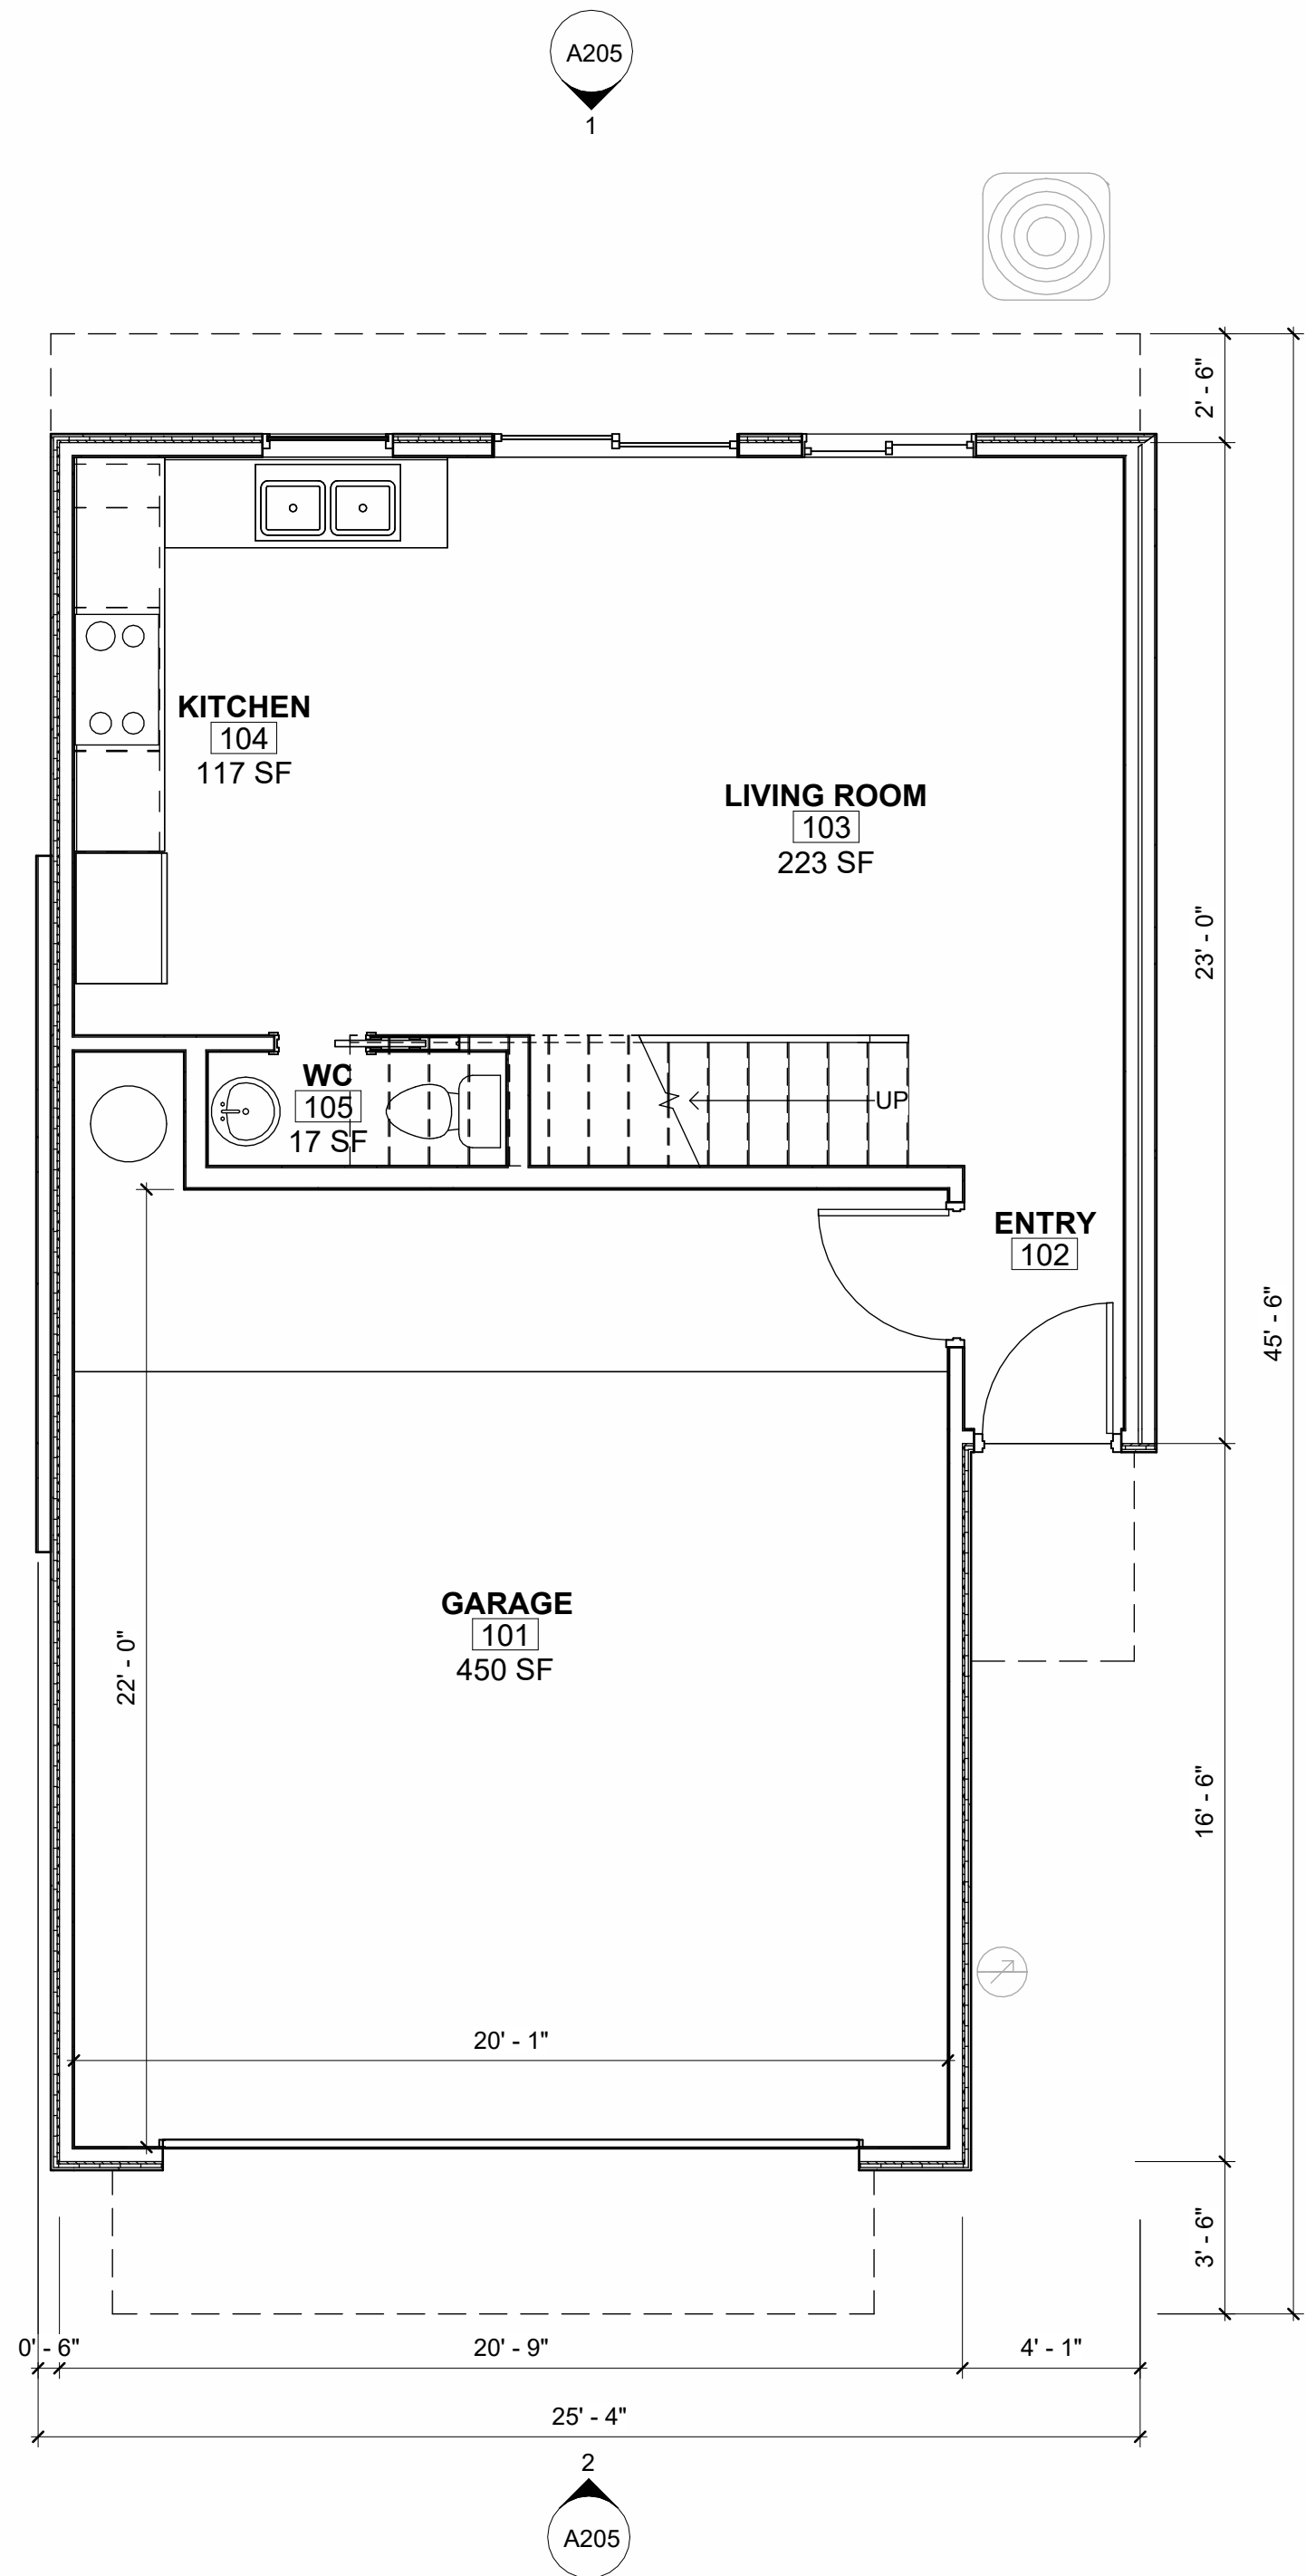 A205
1
2' - 6"
KITCHEN
104
117 SF
LIVING ROOM
103
223 SF
23' - 0"
WC
105
17 SF
UP
ENTRY
102
45' - 6"
GARAGE
101
450 SF
22' - 0"
16' - 6"
20' - 1"
3' - 6"
0' - 6"
20' - 9"
4' - 1"
25' - 4"
2
A205